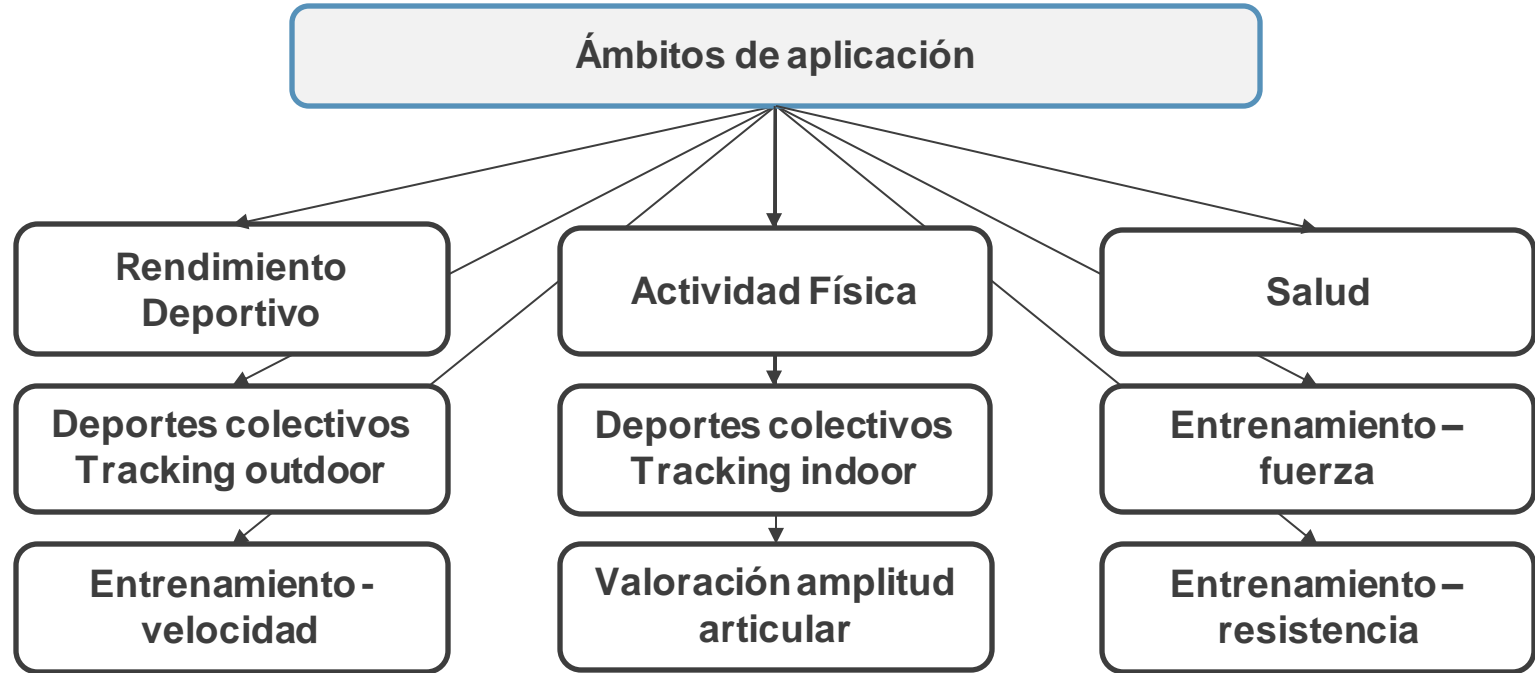 Ámbitos de aplicación
Rendimiento
Deportivo
Actividad Física
Salud
Deportes colectivos
Tracking outdoor
Deportes colectivos
Tracking indoor
Entrenamiento –
fuerza
Entrenamiento -
velocidad
Valoración amplitud
articular
Entrenamiento –
resistencia